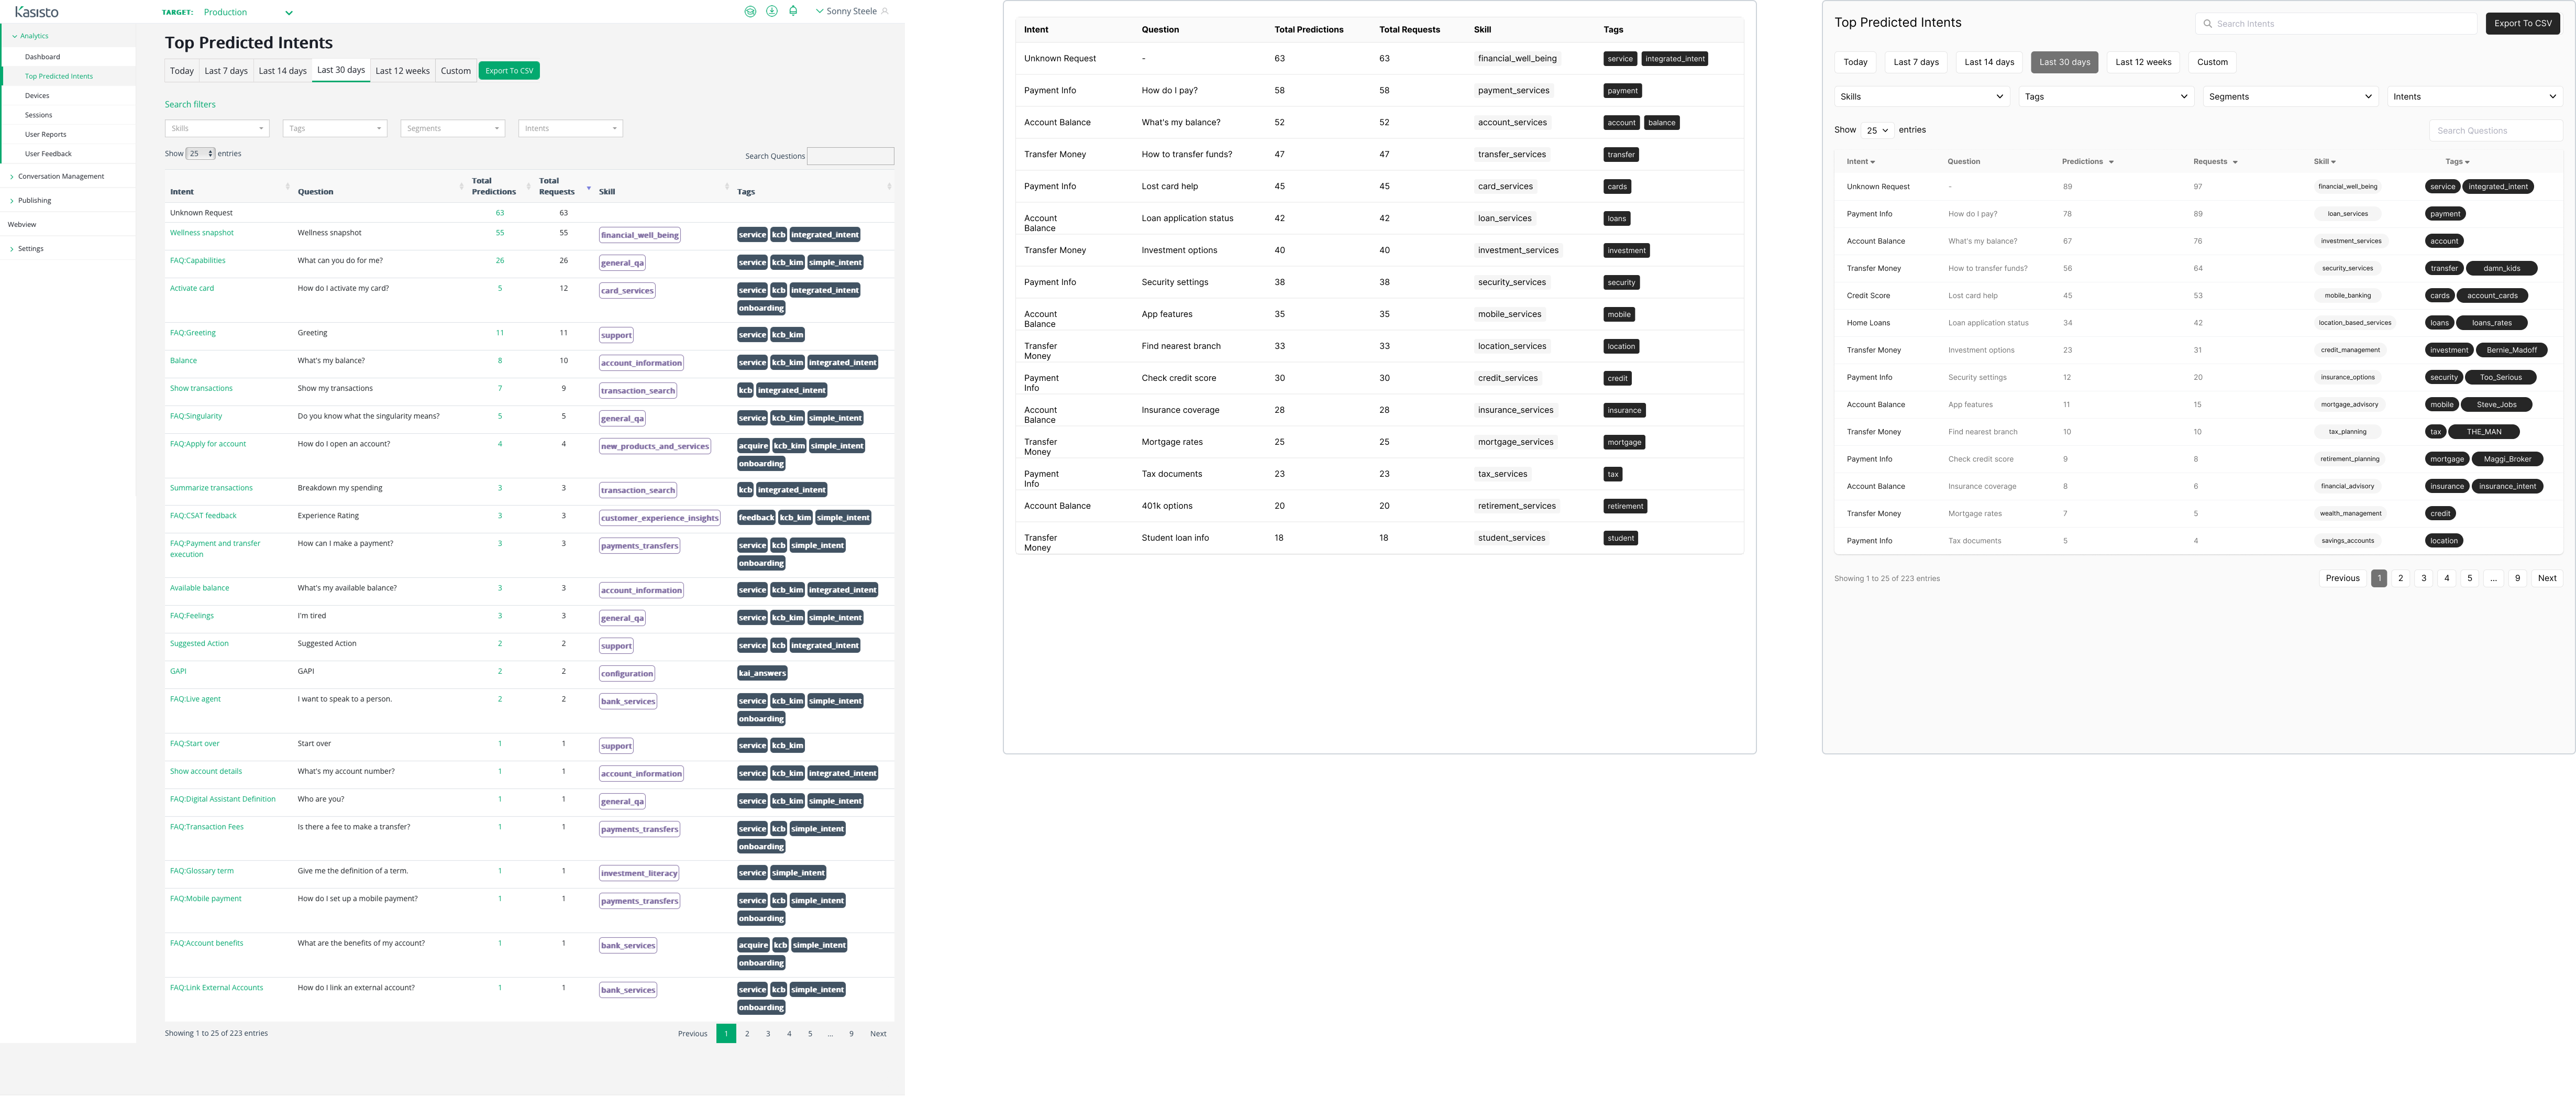 Kasisto
TARGET: Production
Sonny Steele
Analytics
Dashboard
Top Predicted Intents
Devices
Sessions
User Reports
User Feedback
Conversation Management
Publishing
Webview
Settings
Top Predicted Intents
Today Last 7 days Last 14 days Last 30 days Last 12 weeks Custom Export To CSV
Search filters
Skills Tags Segments Intents
Show 25 entries Search Questions
Intent Question Total Predictions Total Requests Skill Tags
Unknown Request 63 63
Wellness snapshot Wellness snapshot 55 55 financial_well_being service kcb integrated_intent
FAQ:Capabilities What can you do for me? 26 26 general_qa service kcb_kim simple_intent
Activate card How do I activate my card? 5 12 card_services service kcb integrated_intent
onboarding
FAQ:Greeting Greeting 11 11 support service kcb_kim
Balance What's my balance? 8 10 account_information service kcb_kim integrated_intent
Show transactions Show my transactions 7 9 transaction_search kcb integrated_intent
FAQ:Singularity Do you know what the singularity means? 5 5 general_qa service kcb_kim simple_intent
FAQ:Apply for account How do I open an account? 4 4 new_products_and_services acquire kcb_kim simple_intent
onboarding
Summarize transactions Breakdown my spending 3 3 transaction_search kcb integrated_intent
FAQ:CSAT feedback Experience Rating 3 3 customer_experience_insights feedback kcb_kim simple_intent
FAQ:Payment and transfer How can I make a payment? 3 3 payments_transfers service kcb simple_intent
execution onboarding
Available balance What's my available balance? 3 3 account_information service kcb_kim integrated_intent
FAQ:Feelings I'm tired 3 3 general_qa service kcb_kim simple_intent
Suggested Action Suggested Action 2 2 support service kcb integrated_intent
GAPI GAPI 2 2 configuration kai_answers
FAQ:Live agent I want to speak to a person. 2 2 bank_services service kcb_kim simple_intent
onboarding
FAQ:Start over Start over 1 1 support service kcb_kim
Show account details What's my account number? 1 1 account_information service kcb_kim integrated_intent
FAQ:Digital Assistant Definition Who are you? 1 1 general_qa service kcb_kim simple_intent
FAQ:Transaction Fees Is there a fee to make a transfer? 1 1 payments_transfers service kcb simple_intent
onboarding
FAQ:Glossary term Give me the definition of a term. 1 1 investment_literacy service simple_intent
FAQ:Mobile payment How do I set up a mobile payment? 1 1 payments_transfers service kcb simple_intent
onboarding
FAQ:Account benefits What are the benefits of my account? 1 1 bank_services acquire kcb simple_intent
onboarding
FAQ:Link External Accounts How do I link an external account? 1 1 bank_services service kcb simple_intent
onboarding
Showing 1 to 25 of 223 entries Previous 1 2 3 4 5 ... 9 Next
Intent Question Total Predictions Total Requests Skill Tags
Unknown Request - 63 63 financial_well_being service integrated_intent
Payment Info How do I pay? 58 58 payment_services payment
Account Balance What's my balance? 52 52 account_services account balance
Transfer Money How to transfer funds? 47 47 transfer_services transfer
Payment Info Lost card help 45 45 card_services cards
Account Balance Loan application status 42 42 loan_services loans
Transfer Money Investment options 40 40 investment_services investment
Payment Info Security settings 38 38 security_services security
Account Balance App features 35 35 mobile_services mobile
Transfer Money Find nearest branch 33 33 location_services location
Payment Info Check credit score 30 30 credit_services credit
Account Balance Insurance coverage 28 28 insurance_services insurance
Transfer Money Mortgage rates 25 25 mortgage_services mortgage
Payment Info Tax documents 23 23 tax_services tax
Account Balance 401k options 20 20 retirement_services retirement
Transfer Money Student loan info 18 18 student_services student
Top Predicted Intents Search Intents Export To CSV
Today Last 7 days Last 14 days Last 30 days Last 12 weeks Custom
Skills Tags Segments Intents
Show 25 entries Search Questions
Intent Question Predictions Requests Skill Tags
Unknown Request - 89 97 financial_well_being service integrated_intent
Payment Info How do I pay? 78 89 loan_services payment
Account Balance What's my balance? 67 76 investment_services account
Transfer Money How to transfer funds? 56 64 security_services transfer damn_kids
Credit Score Lost card help 45 53 mobile_banking cards account_cards
Home Loans Loan application status 34 42 location_based_services loans loans_rates
Transfer Money Investment options 23 31 credit_management investment Bernie_Madoff
Payment Info Security settings 12 20 insurance_options security Too_Serious
Account Balance App features 11 15 mortgage_advisory mobile Steve_Jobs
Transfer Money Find nearest branch 10 10 tax_planning tax THE_MAN
Payment Info Check credit score 9 8 retirement_planning mortgage Maggi_Broker
Account Balance Insurance coverage 8 6 financial_advisory insurance insurance_intent
Transfer Money Mortgage rates 7 5 wealth_management credit
Payment Info Tax documents 5 4 savings_accounts location
Showing 1 to 25 of 223 entries Previous 1 2 3 4 5 ... 9 Next